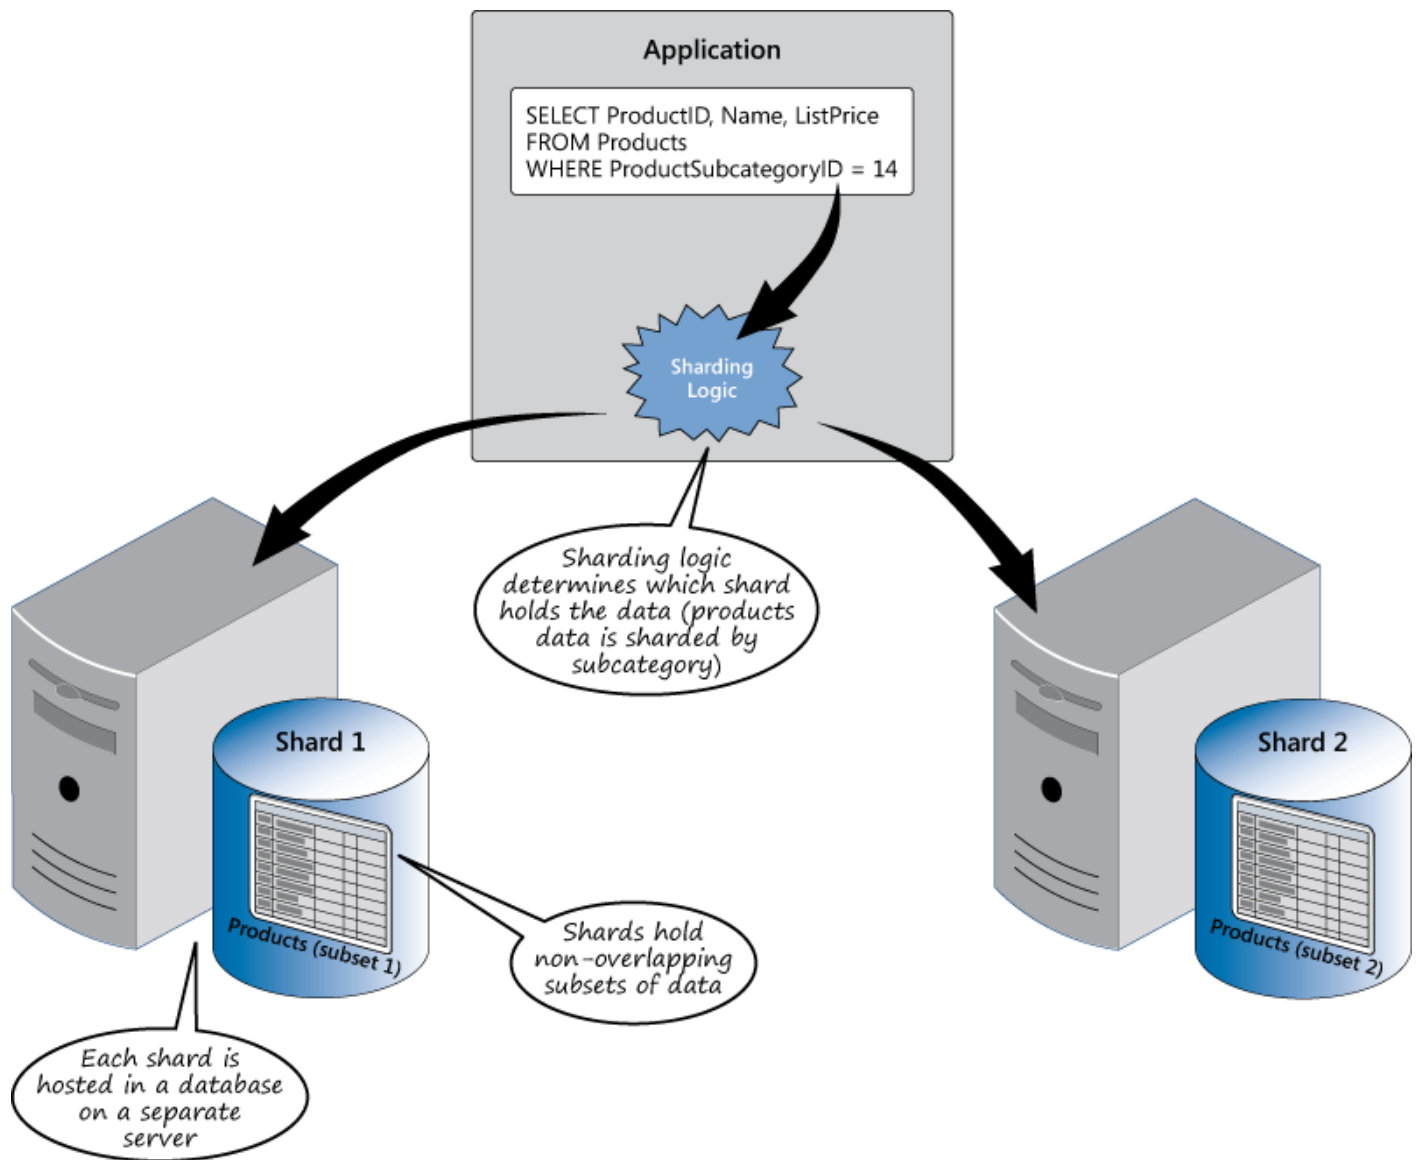 Application
SELECT ProductID, Name, ListPrice
FROM Products
WHERE ProductSubcategoryID = 14
Sharding
Logic
Sharding logic
determines which shard
holds the data (products
data is sharded by
subcategory)
Shard 1
Products (subset 1)
Shards hold
non-overlapping
subsets of data
Each shard is
hosted in a database
on a separate
server
Shard 2
Products (subset 2)